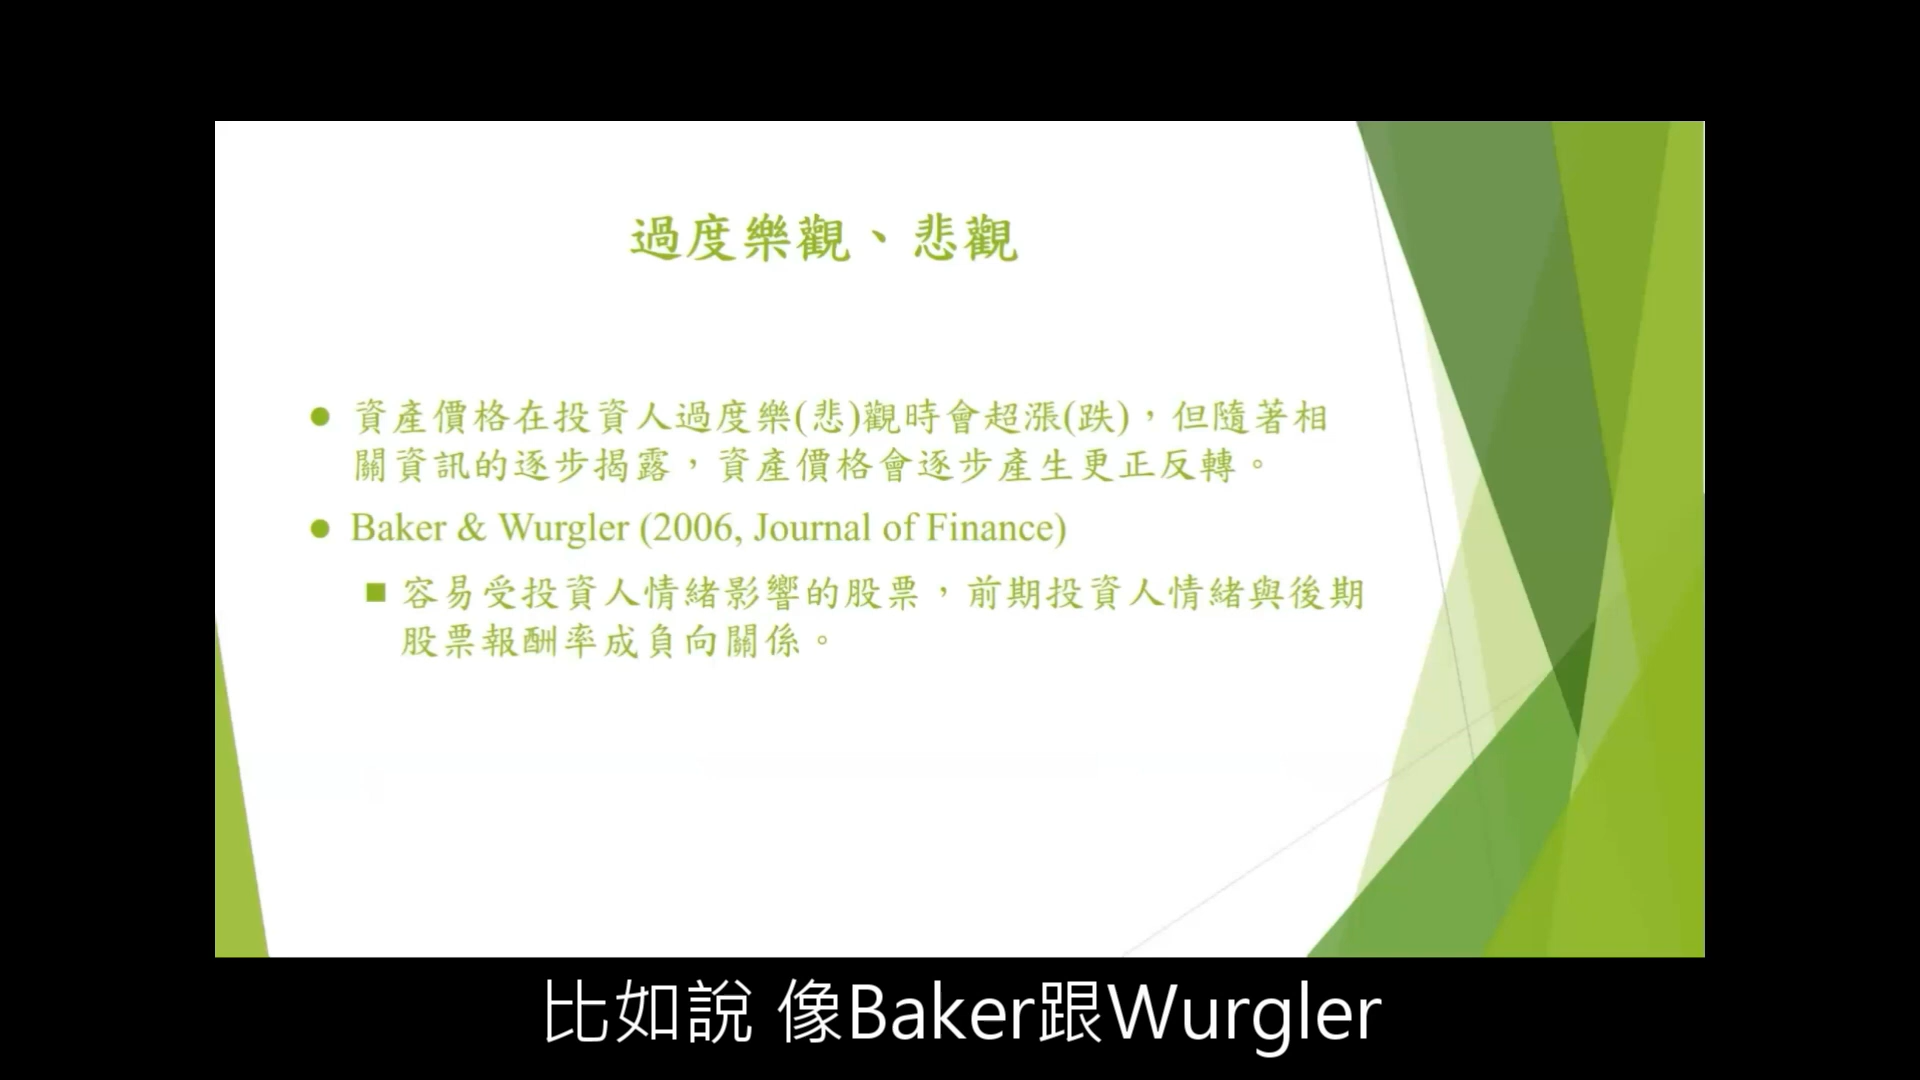 過度樂觀、悲觀
資產價格在投資人過度樂(悲)觀時會超漲(跌)，但隨著相
關資訊的逐步揭露，資產價格會逐步產生更正反轉。
Baker & Wurgler (2006, Journal of Finance)
容易受投資人情緒影響的股票，前期投資人情緒與後期
股票報酬率成負向關係。
比如說 像Baker跟Wurgler